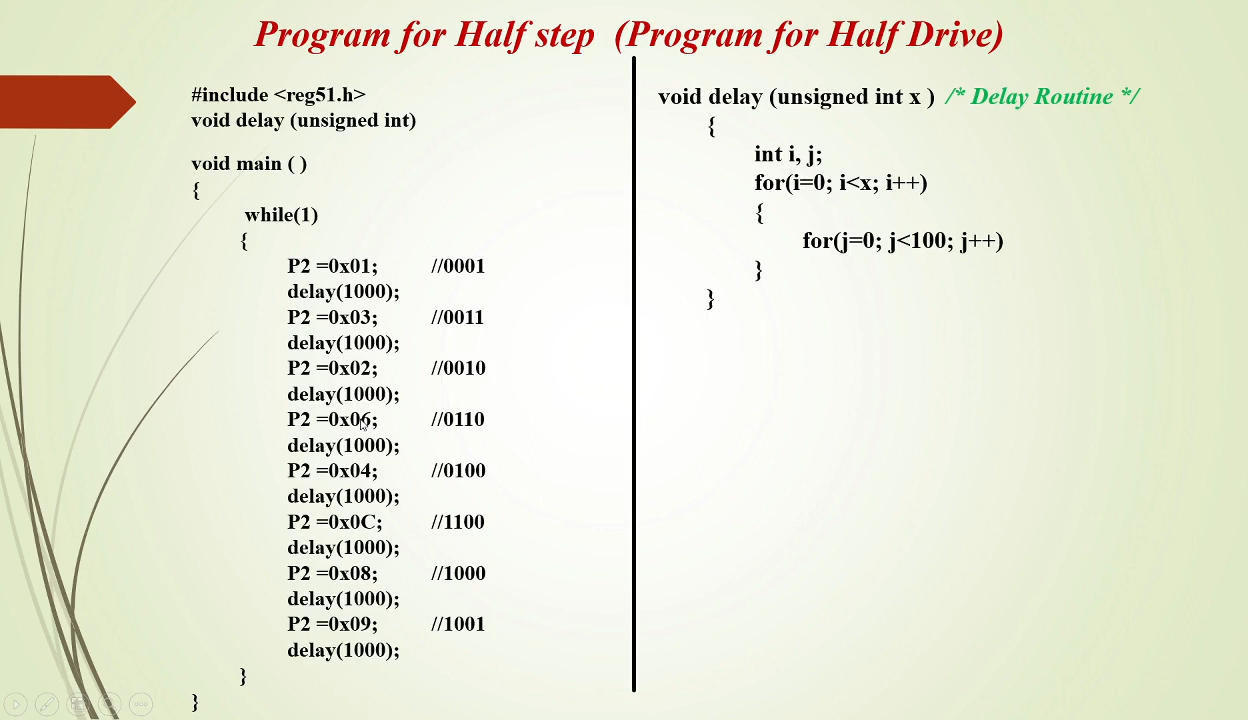 Program for Half step (Program for Half Drive)
#include <reg51.h>
void delay (unsigned int)
void main ( )
{
while(1)
{
P2 =0x01; //0001
delay(1000);
P2 =0x03; //0011
delay(1000);
P2 =0x02; //0010
delay(1000);
P2 =0x06; //0110
delay(1000);
P2 =0x04; //0100
delay(1000);
P2 =0x0C; //1100
delay(1000);
P2 =0x08; //1000
delay(1000);
P2 =0x09; //1001
delay(1000);
}
}
void delay (unsigned int x ) /* Delay Routine */
{
int i, j;
for(i=0; i<x; i++)
{
for(j=0; j<100; j++)
}
}